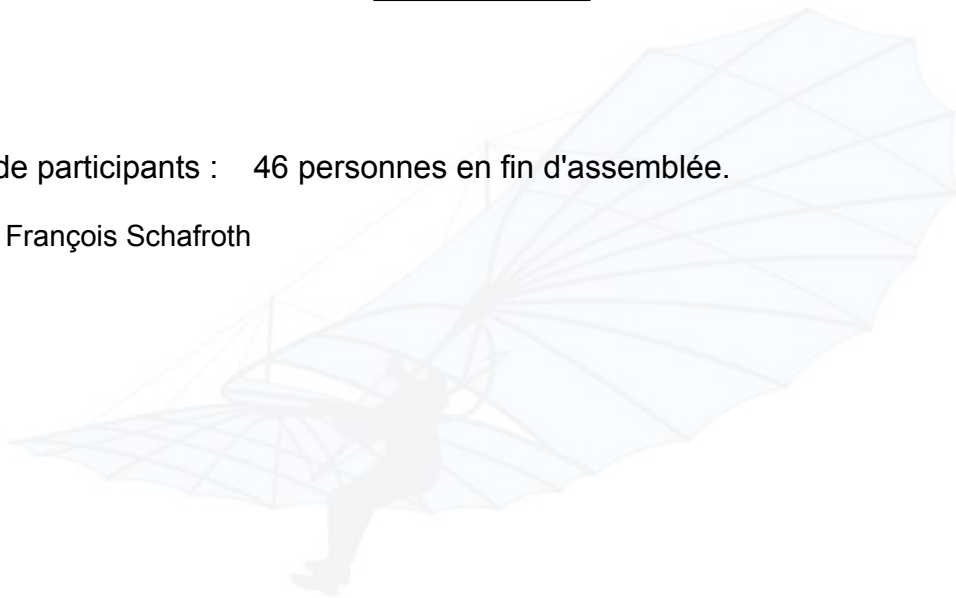 de participants : 46 personnes en fin d'assemblée.
François Schafroth